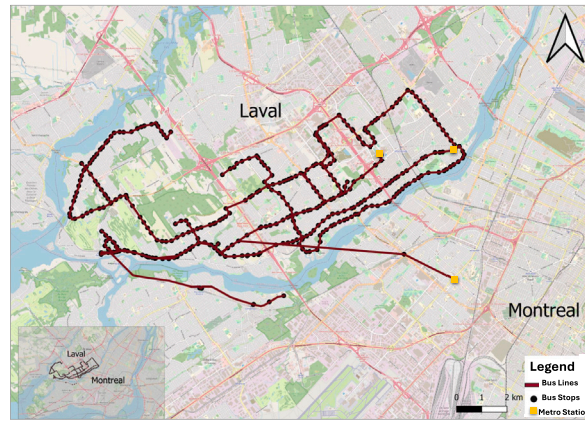 Laval
Montreal
Laval
Montreal
Legend
Bus Lines
Bus Stops
Metro Statio
0 1 2 km